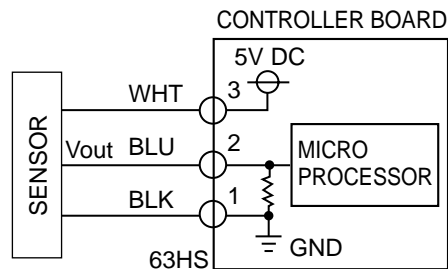 CONTROLLER BOARD
5V DC
WHT
3
SENSOR
Vout BLU
2
MICRO
PROCESSOR
BLK
1
GND
63HS